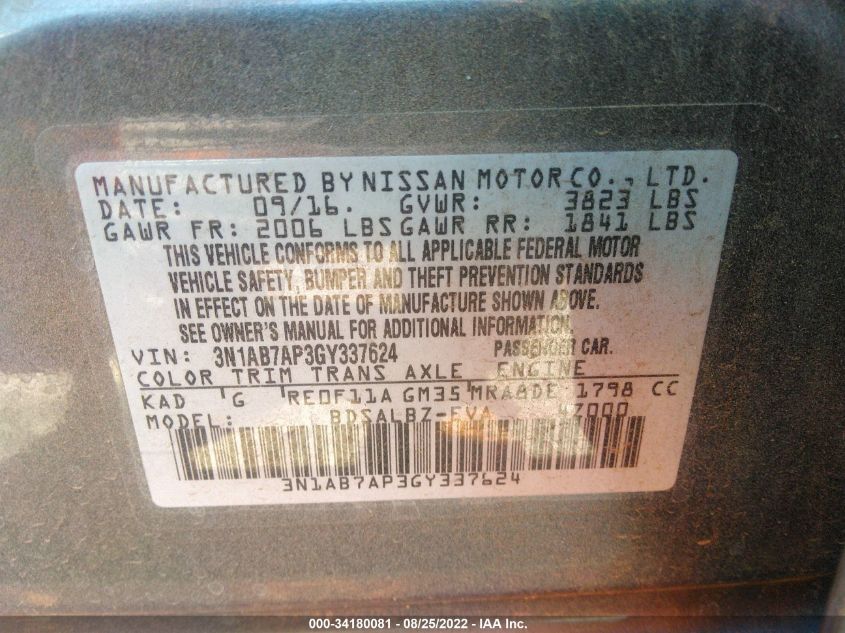 MANUFACTURED BY NISSAN MOTOR CO., LTD.
DATE: 09/16. GVWR: 3823 LBS
GAWR FR: 2006 LBS GAWR RR: 1841 LBS
THIS VEHICLE CONFORMS TO ALL APPLICABLE FEDERAL MOTOR
VEHICLE SAFETY, BUMPER AND THEFT PREVENTION STANDARDS
IN EFFECT ON THE DATE OF MANUFACTURE SHOWN ABOVE.
SEE OWNER'S MANUAL FOR ADDITIONAL INFORMATION.
VIN: 3N1AB7AP3GY337624 PASSENGER CAR.
COLOR TRIM TRANS AXLE ENGINE
KAD G RE0F11A GM35 MRA8DE 1798 CC
MODEL: BDSALBZ-EVA 4Z000
3N1AB7AP3GY337624
000-34180081 - 08/25/2022 - IAA Inc.